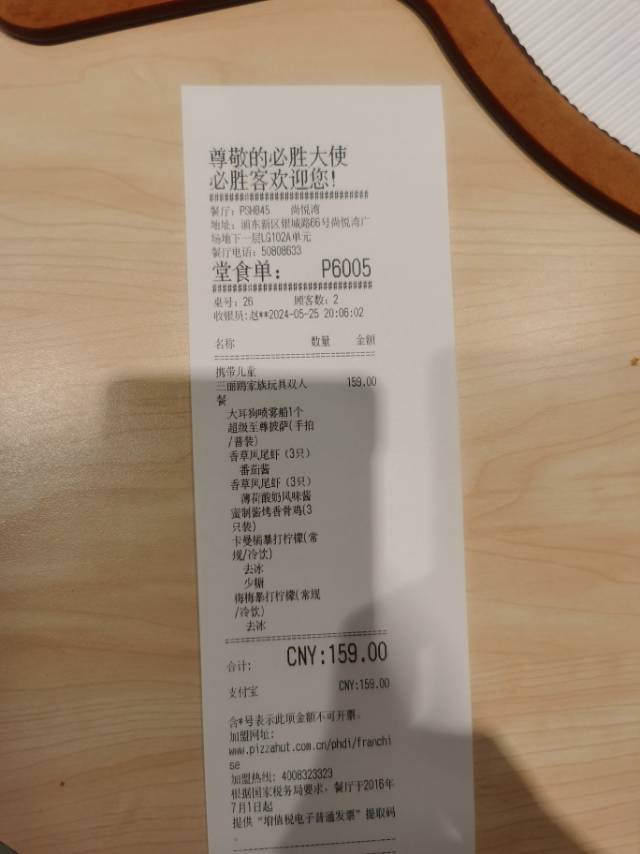 尊敬的必胜大使
必胜客欢迎您!
餐厅: PSH845 尚悦湾
地址: 浦东新区银城路66号尚悦湾广
场地下一层LG102A单元
餐厅电话: 50808633
堂食单: P6005
桌号: 26 顾客数: 2
收银员:赵**2024-05-25 20:06:02
名称 数量 金额
携带儿童
三丽鸥家族玩具双人 159.00
餐
大耳狗喷雾船1个
超级至尊披萨(手拍
/普装)
香草凤尾虾 (3只)
番茄酱
香草凤尾虾 (3只)
薄荷酸奶风味酱
蜜制酱烤香骨鸡(3
只装)
卡曼橘暴打柠檬(常
规/冷饮)
去冰
少糖
梅梅暴打柠檬(常规
/冷饮)
去冰
合计: CNY:159.00
支付宝 CNY:159.00
含*号表示此项金额不可开票。
加盟网址:
www.pizzahut.com.cn/phdi/franchi
se
加盟热线: 4008323323
根据国家税务局要求, 餐厅于2016年
7月1日起
提供"增值税电子普通发票"提取码
.